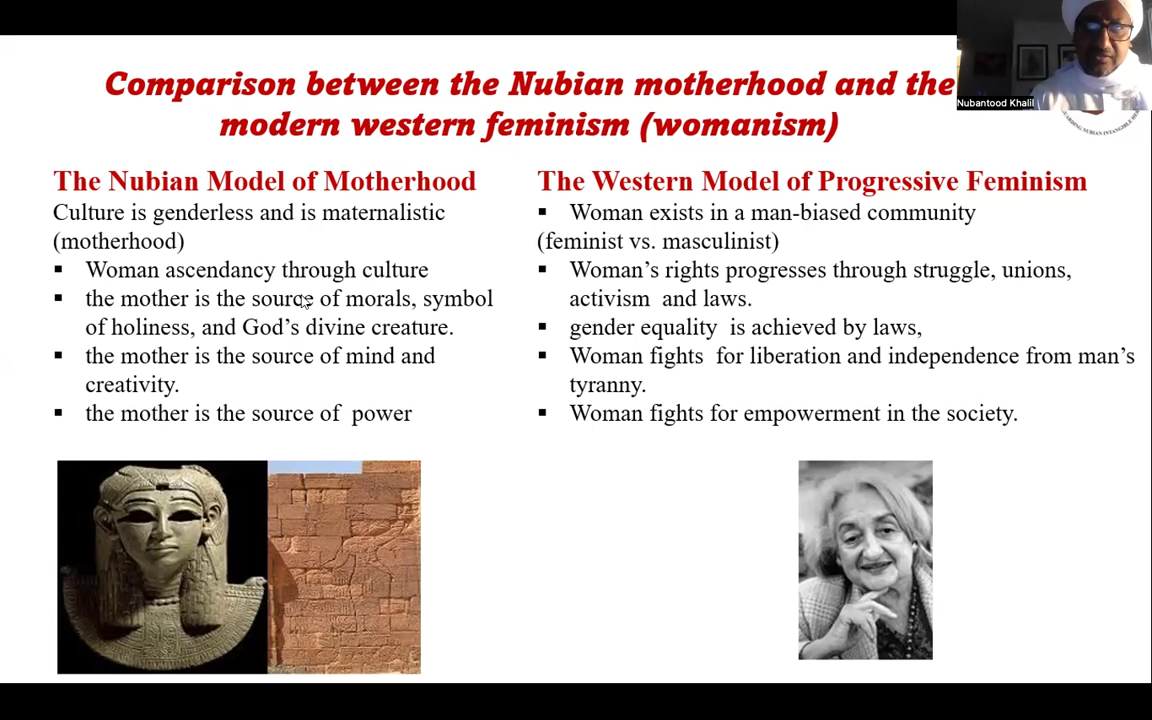 Comparison between the Nubian motherhood and the
modern western feminism (womanism)
Nubantood Khalil
The Nubian Model of Motherhood
Culture is genderless and is maternalistic
(motherhood)
▪ Woman ascendancy through culture
▪ the mother is the source of morals, symbol
of holiness, and God’s divine creature.
▪ the mother is the source of mind and
creativity.
▪ the mother is the source of power
The Western Model of Progressive Feminism
▪ Woman exists in a man-biased community
(feminist vs. masculinist)
▪ Woman’s rights progresses through struggle, unions,
activism and laws.
▪ gender equality is achieved by laws,
▪ Woman fights for liberation and independence from man’s
tyranny.
▪ Woman fights for empowerment in the society.